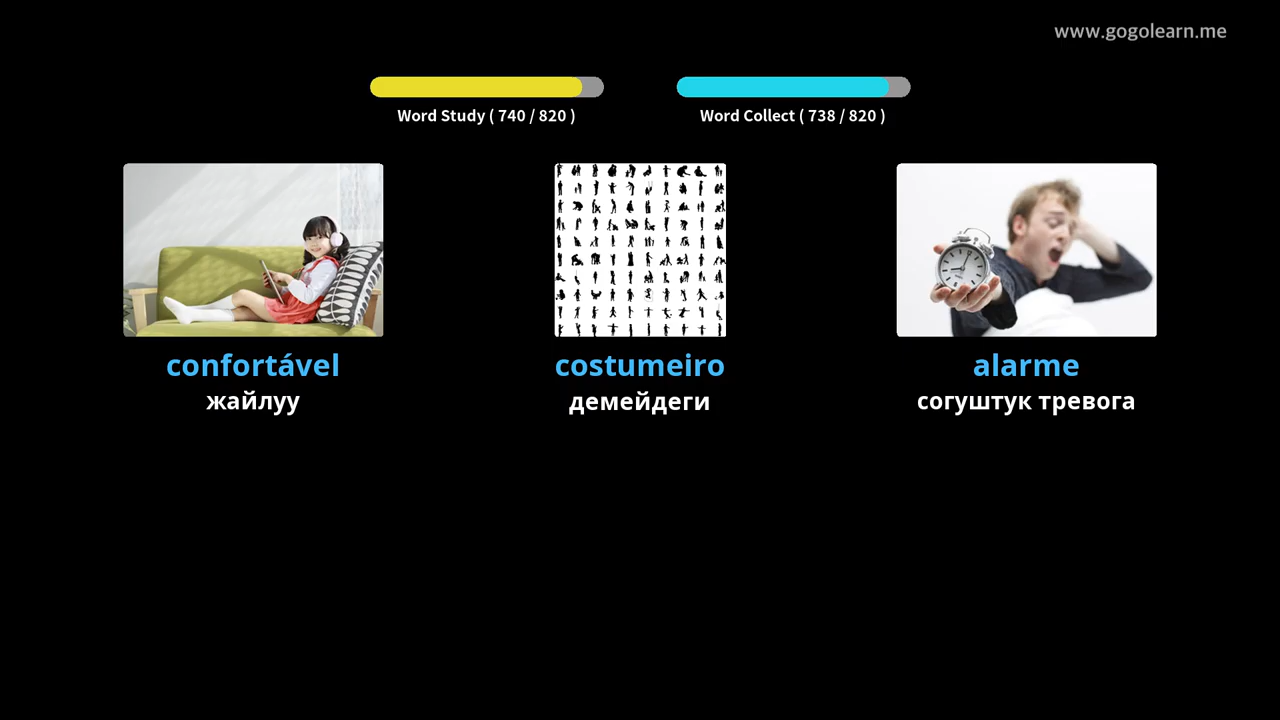 www.gogolearn.me
Word Study ( 740 / 820 )
Word Collect ( 738 / 820 )
confortável
жайлуу
costumeiro
демейдеги
alarme
согуштук тревога